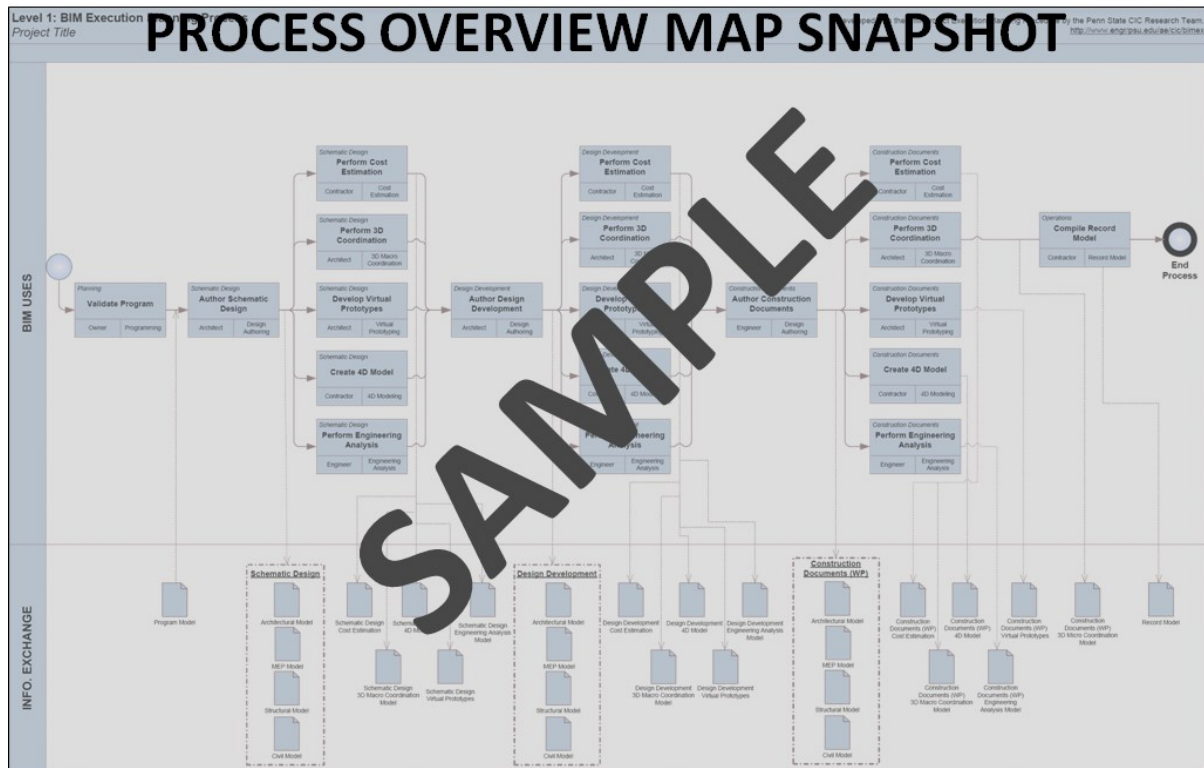 Level 1: BIM Execution Planning Process
Project Title
PROCESS OVERVIEW MAP SNAPSHOT
by the Penn State CIC Research Team.
http://www.engr/psu.edu/ae/cic/bimex
SAMPLE
BIM USES
Planning
Validate Program
Owner Programming
Schematic Design
Author Schematic
Design
Architect Design
Authoring
Schematic Design
Perform Cost
Estimation
Contractor Cost
Estimation
Schematic Design
Perform 3D
Coordination
Architect 3D Macro
Coordination
Schematic Design
Develop Virtual
Prototypes
Architect Virtual
Prototyping
Schematic Design
Create 4D Model
Contractor 4D Modeling
Schematic Design
Perform Engineering
Analysis
Engineer Engineering
Analysis
Design Development
Author Design
Development
Architect Design
Authoring
Design Development
Perform Cost
Estimation
Contractor Cost
Estimation
Design Development
Perform 3D
Coordination
Architect 3D
Design
Prototypes
Architect Virtual
Prototyping
Contractor 4D
Engineering
Analysis
Engineer Engineering
Analysis
Author Construction
Documents
Engineer Design
Authoring
Construction Documents
Perform Cost
Estimation
Contractor Cost
Estimation
Construction Documents
Perform 3D
Coordination
Architect 3D Macro
Coordination
Construction Documents
Develop Virtual
Prototypes
Architect Virtual
Prototyping
Construction Documents
Create 4D Model
Contractor 4D Modeling
Construction Documents
Perform Engineering
Analysis
Engineer Engineering
Analysis
Operations
Compile Record
Model
Contractor Record Model
End
Process
INFO. EXCHANGE
Program Model
Schematic Design
Architectural Model
MEP Model
Structural Model
Civil Model
Schematic Design
Cost Estimation
Schematic Design
Engineering Analysis
Model
Schematic Design
3D Macro Coordination
Model
Schematic Design
Virtual Prototypes
Design Development
Architectural Model
MEP Model
Structural Model
Civil Model
Design Development
Cost Estimation
Design Development
4D Model
Design Development
Engineering Analysis
Model
Design Development
3D Macro Coordination
Model
Design Development
Virtual Prototypes
Construction
Documents (WP)
Architectural Model
MEP Model
Structural Model
Civil Model
Construction
Documents (WP)
Cost Estimation
Construction
Documents (WP)
4D Model
Construction
Documents (WP)
Virtual Prototypes
Construction
Documents (WP)
3D Micro Coordination
Model
Record Model
Construction
Documents (WP)
3D Macro Coordination
Model
Construction
Documents (WP)
Engineering
Analysis Model